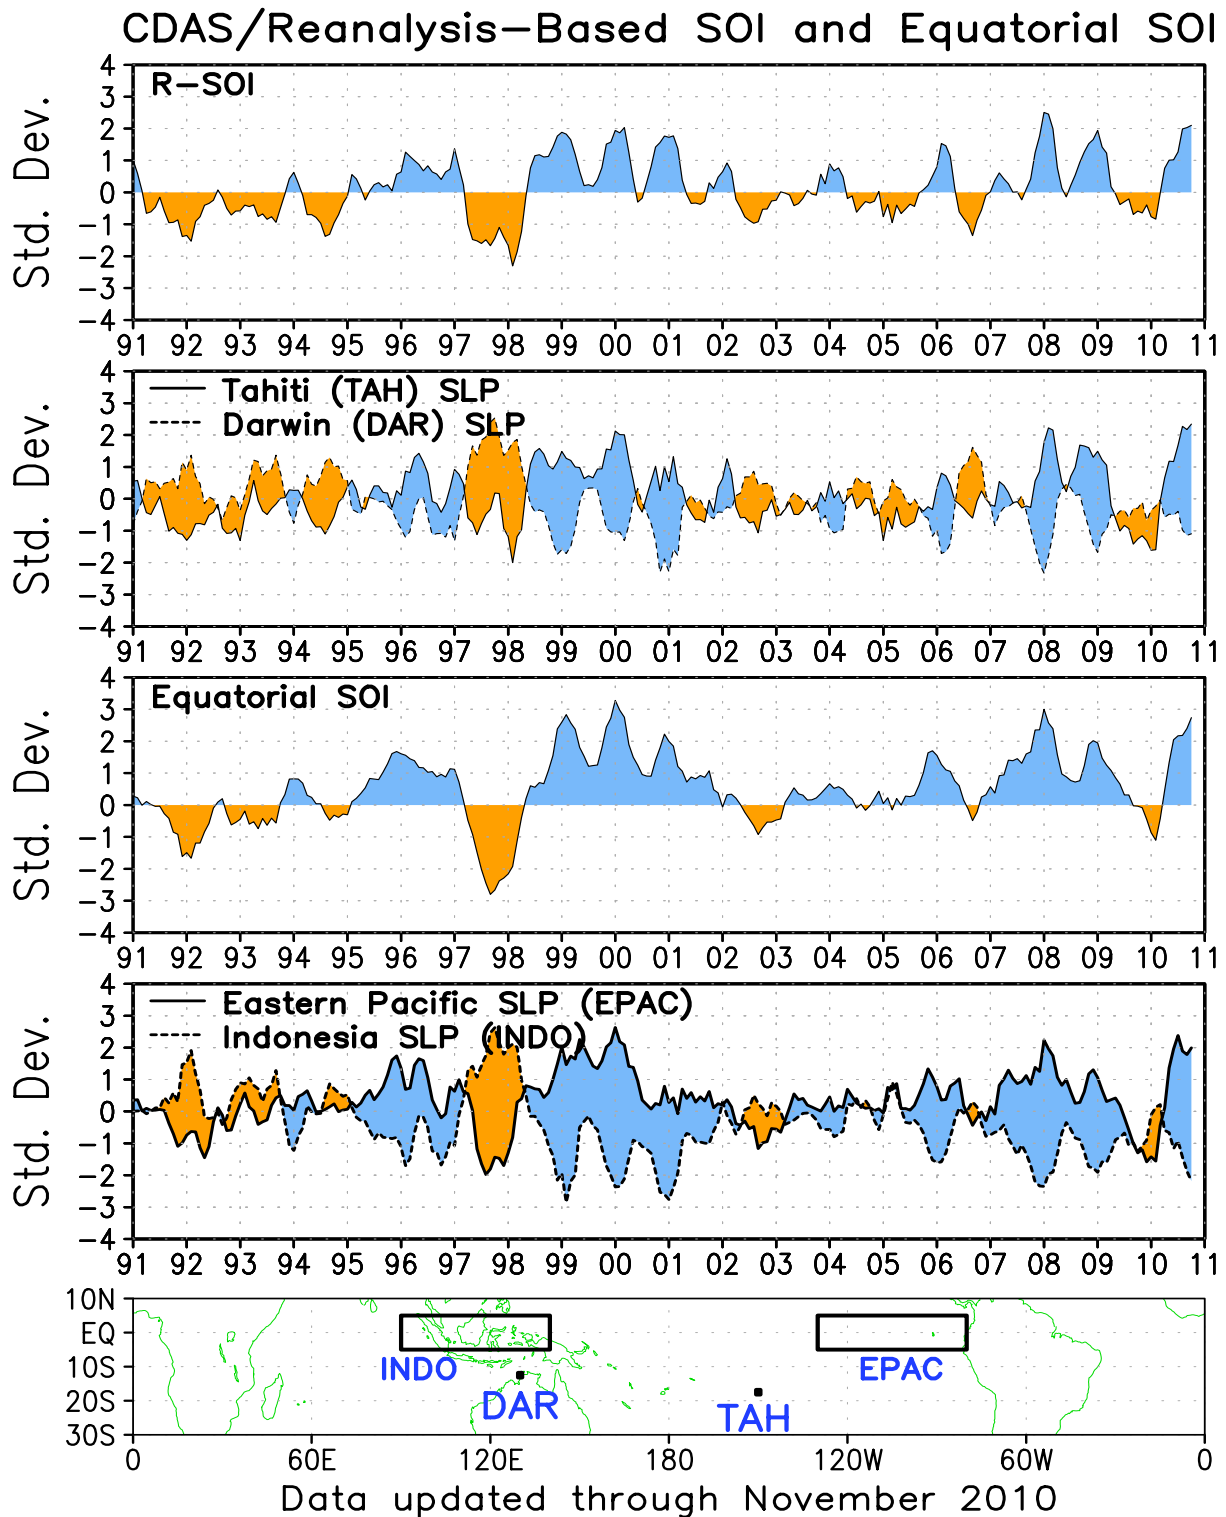 CDAS/Reanalysis-Based SOI and Equatorial SOI
R-SOI
Std. Dev.
4
3
2
1
0
-1
-2
-3
-4
91 92 93 94 95 96 97 98 99 00 01 02 03 04 05 06 07 08 09 10 11
Tahiti (TAH) SLP
Darwin (DAR) SLP
Std. Dev.
4
3
2
1
0
-1
-2
-3
-4
91 92 93 94 95 96 97 98 99 00 01 02 03 04 05 06 07 08 09 10 11
Equatorial SOI
Std. Dev.
4
3
2
1
0
-1
-2
-3
-4
91 92 93 94 95 96 97 98 99 00 01 02 03 04 05 06 07 08 09 10 11
Eastern Pacific SLP (EPAC)
Indonesia SLP (INDO)
Std. Dev.
4
3
2
1
0
-1
-2
-3
-4
91 92 93 94 95 96 97 98 99 00 01 02 03 04 05 06 07 08 09 10 11
10N
EQ
10S
20S
30S
INDO
EPAC
DAR
TAH
0 60E 120E 180 120W 60W 0
Data updated through November 2010